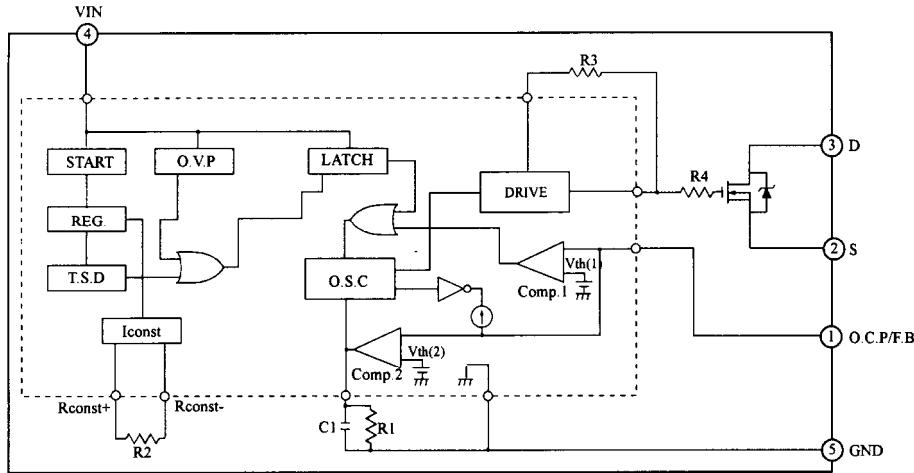 VIN
4
R3
START
O.V.P
LATCH
DRIVE
R4
3 D
REG.
2 S
T.S.D
O.S.C
Vth(1)
Comp.1
1 O.C.P/F.B
Iconst
Vth(2)
Comp.2
Rconst+
Rconst-
R2
C1
R1
5 GND